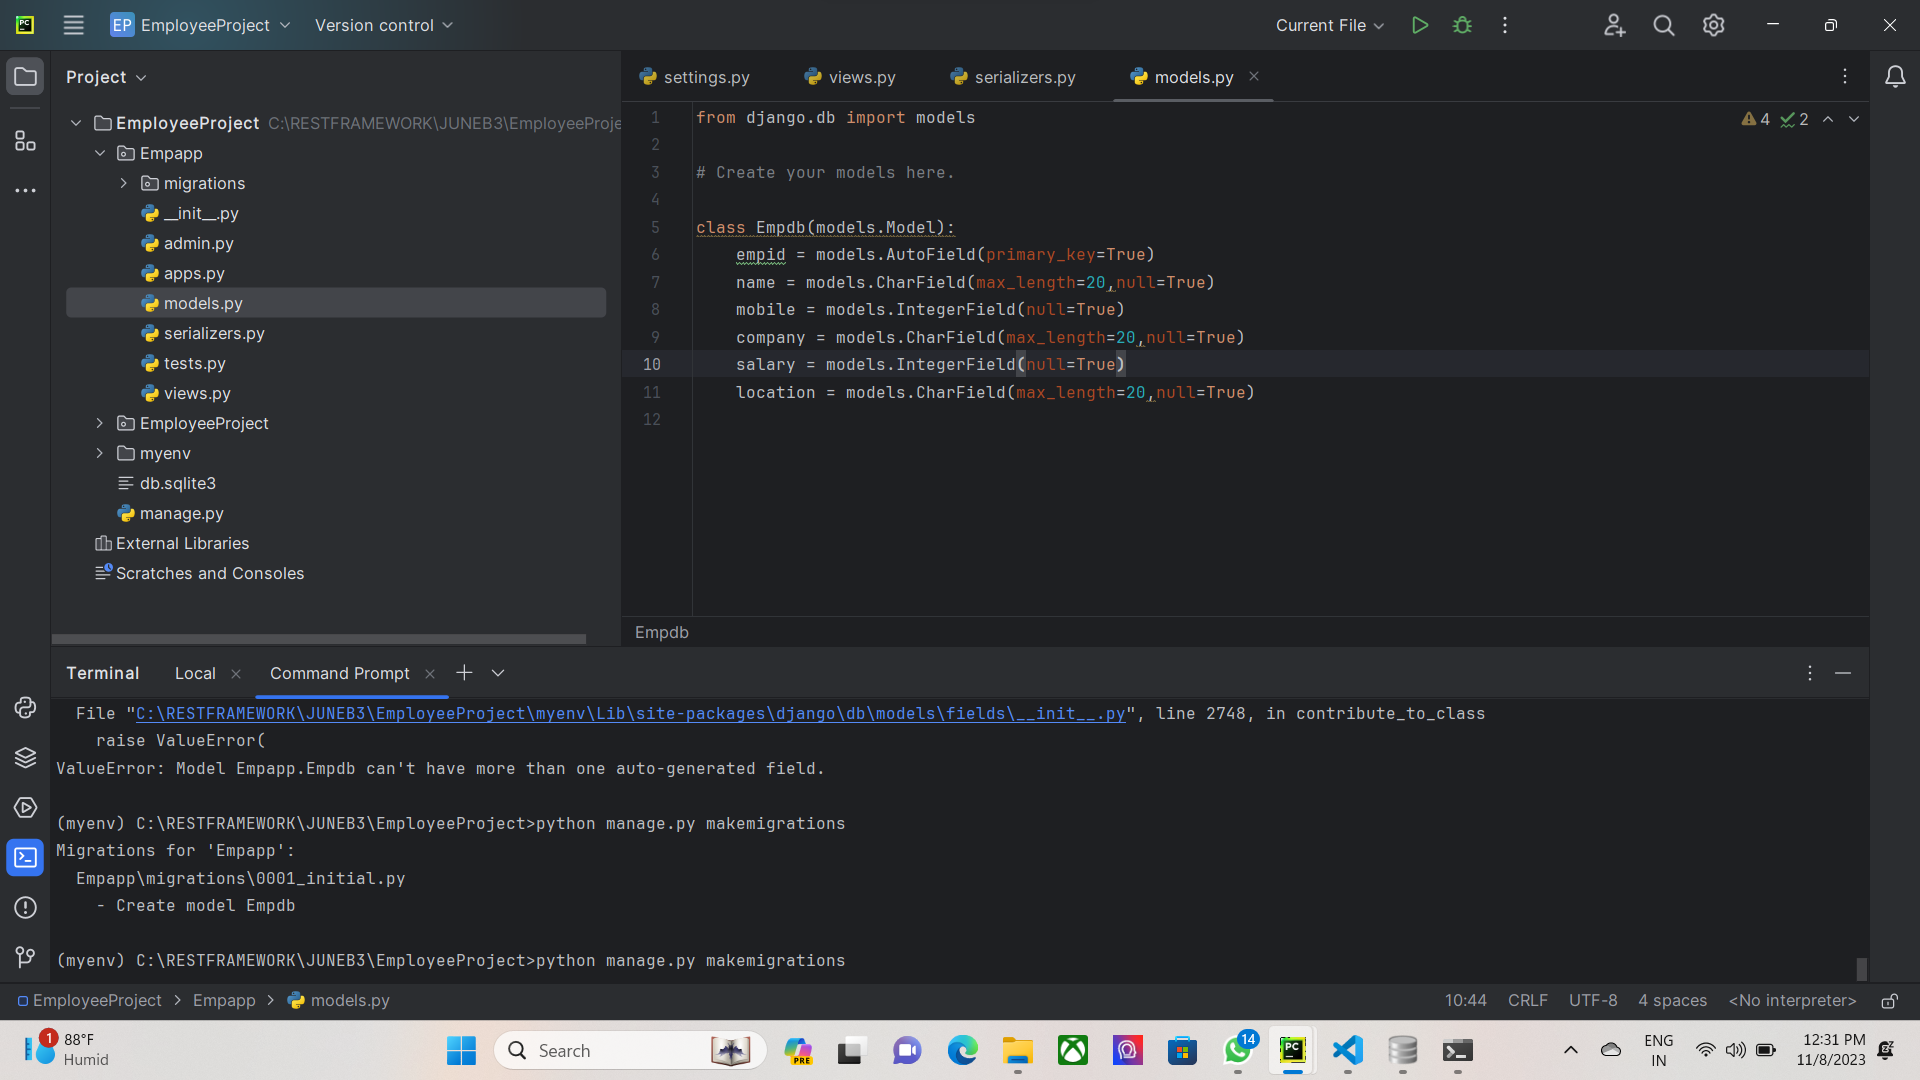 PC
EP EmployeeProject
Version control
Current File
Project
EmployeeProject C:\RESTFRAMEWORK\JUNEB3\EmployeeProje
Empapp
migrations
__init__.py
admin.py
apps.py
models.py
serializers.py
tests.py
views.py
EmployeeProject
myenv
db.sqlite3
manage.py
External Libraries
Scratches and Consoles
settings.py
views.py
serializers.py
models.py
4 2
1 from django.db import models
2
3 # Create your models here.
4
5 class Empdb(models.Model):
6 empid = models.AutoField(primary_key=True)
7 name = models.CharField(max_length=20,null=True)
8 mobile = models.IntegerField(null=True)
9 company = models.CharField(max_length=20,null=True)
10 salary = models.IntegerField(null=True)
11 location = models.CharField(max_length=20,null=True)
12
Empdb
Terminal
Local
Command Prompt
File "C:\RESTFRAMEWORK\JUNEB3\EmployeeProject\myenv\Lib\site-packages\django\db\models\fields\__init__.py", line 2748, in contribute_to_class
raise ValueError(
ValueError: Model Empapp.Empdb can't have more than one auto-generated field.
(myenv) C:\RESTFRAMEWORK\JUNEB3\EmployeeProject>python manage.py makemigrations
Migrations for 'Empapp':
Empapp\migrations\0001_initial.py
- Create model Empdb
(myenv) C:\RESTFRAMEWORK\JUNEB3\EmployeeProject>python manage.py makemigrations
EmployeeProject > Empapp > models.py
10:44 CRLF UTF-8 4 spaces <No interpreter>
1
88°F
Humid
Search
PRE
14
PC
ENG
IN
12:31 PM
11/8/2023